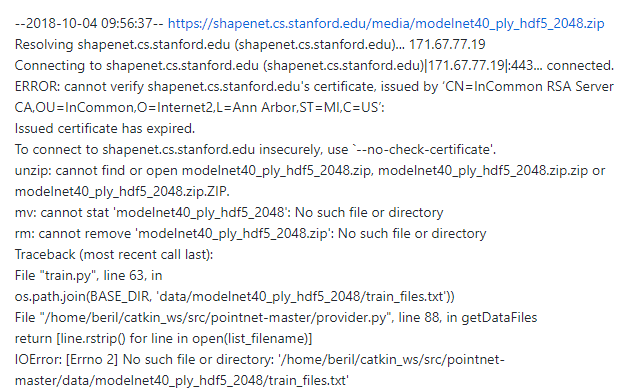 --2018-10-04 09:56:37-- https://shapenet.cs.stanford.edu/media/modelnet40_ply_hdf5_2048.zip
Resolving shapenet.cs.stanford.edu (shapenet.cs.stanford.edu)... 171.67.77.19
Connecting to shapenet.cs.stanford.edu (shapenet.cs.stanford.edu)|171.67.77.19|:443... connected.
ERROR: cannot verify shapenet.cs.stanford.edu's certificate, issued by ‘CN=InCommon RSA Server
CA,OU=InCommon,O=Internet2,L=Ann Arbor,ST=MI,C=US’:
Issued certificate has expired.
To connect to shapenet.cs.stanford.edu insecurely, use `--no-check-certificate'.
unzip: cannot find or open modelnet40_ply_hdf5_2048.zip, modelnet40_ply_hdf5_2048.zip.zip or
modelnet40_ply_hdf5_2048.zip.ZIP.
mv: cannot stat 'modelnet40_ply_hdf5_2048': No such file or directory
rm: cannot remove 'modelnet40_ply_hdf5_2048.zip': No such file or directory
Traceback (most recent call last):
File "train.py", line 63, in
os.path.join(BASE_DIR, 'data/modelnet40_ply_hdf5_2048/train_files.txt'))
File "/home/beril/catkin_ws/src/pointnet-master/provider.py", line 88, in getDataFiles
return [line.rstrip() for line in open(list_filename)]
IOError: [Errno 2] No such file or directory: '/home/beril/catkin_ws/src/pointnet-
master/data/modelnet40_ply_hdf5_2048/train_files.txt'